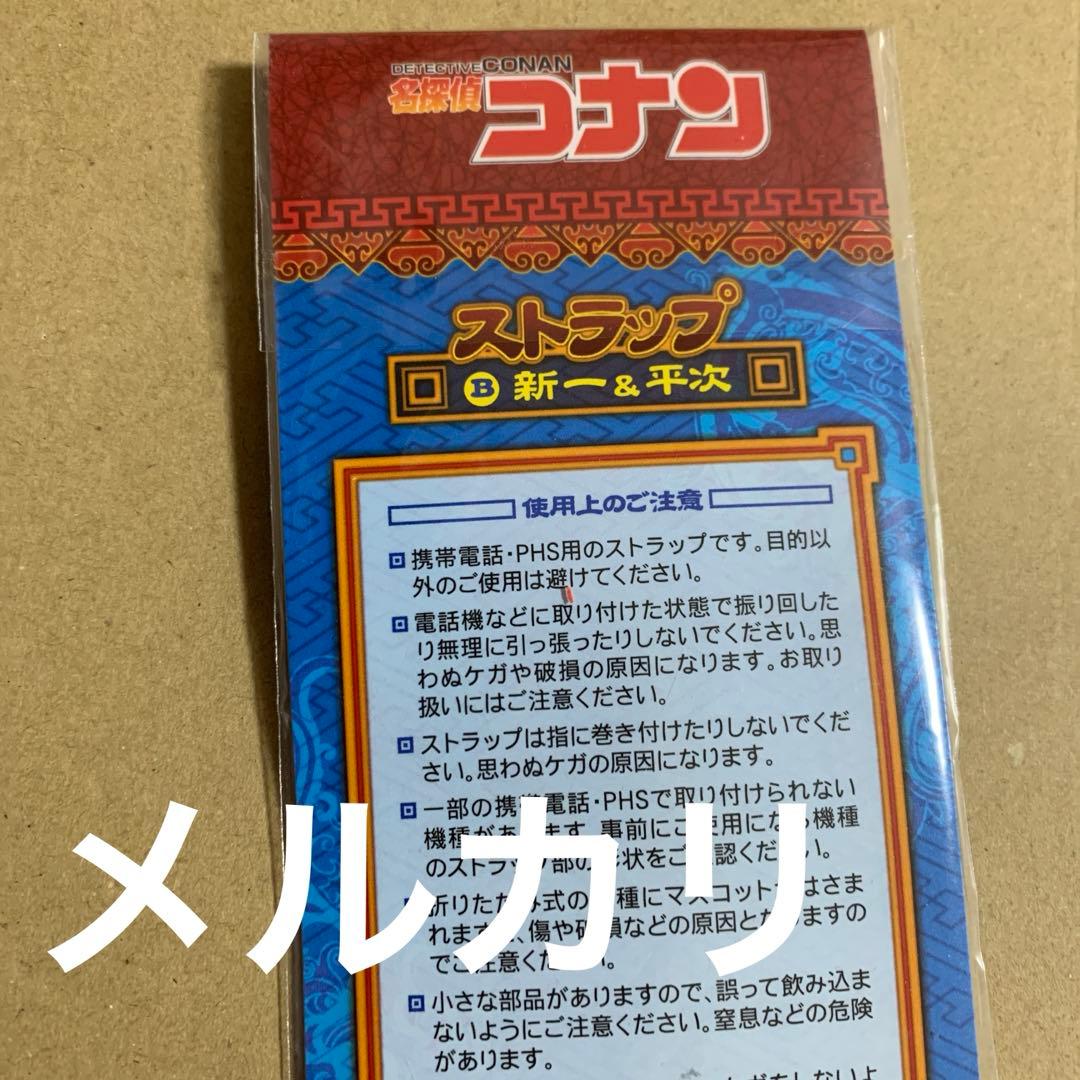 DETECTIVE CONAN
名探偵コナン
ストラップ
B 新一&平次
使用上のご注意
携帯電話・PHS用のストラップです。目的以
外のご使用は避けてください。
電話機などに取り付けた状態で振り回した
り無理に引っ張ったりしないでください。思
わぬケガや破損の原因になります。お取り
扱いにはご注意ください。
ストラップは指に巻き付けたりしないでくだ
さい。思わぬケガの原因になります。
一部の携帯電話・PHSで取り付けられない
機種があ ます。事前にご使用になる機種
のストラップ部の形状をご確認ください。
折りたたみ式の 種にマスコット はさま
れます 、傷や破損などの原因と りますの
でご注意くだ い。
メルカリ
小さな部品がありますので、誤って飲み込ま
ないようにご注意ください。窒息などの危険
があります。